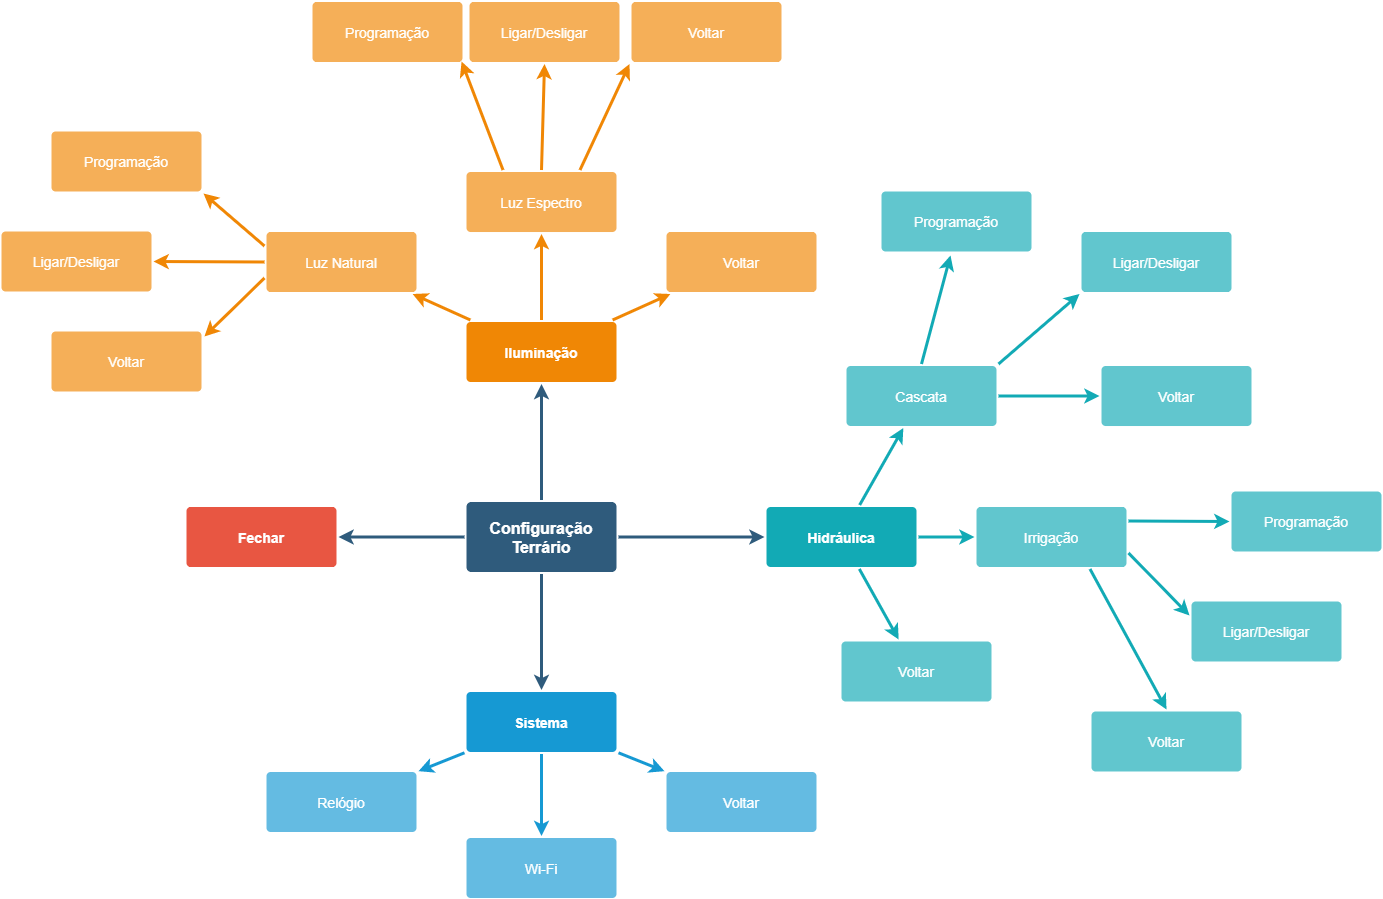 Programação
Ligar/Desligar
Voltar
Programação
Luz Espectro
Programação
Ligar/Desligar
Luz Natural
Voltar
Ligar/Desligar
Voltar
Iluminação
Cascata
Voltar
Fechar
Configuração
Terrário
Hidráulica
Irrigação
Programação
Ligar/Desligar
Voltar
Sistema
Voltar
Relógio
Voltar
Wi-Fi